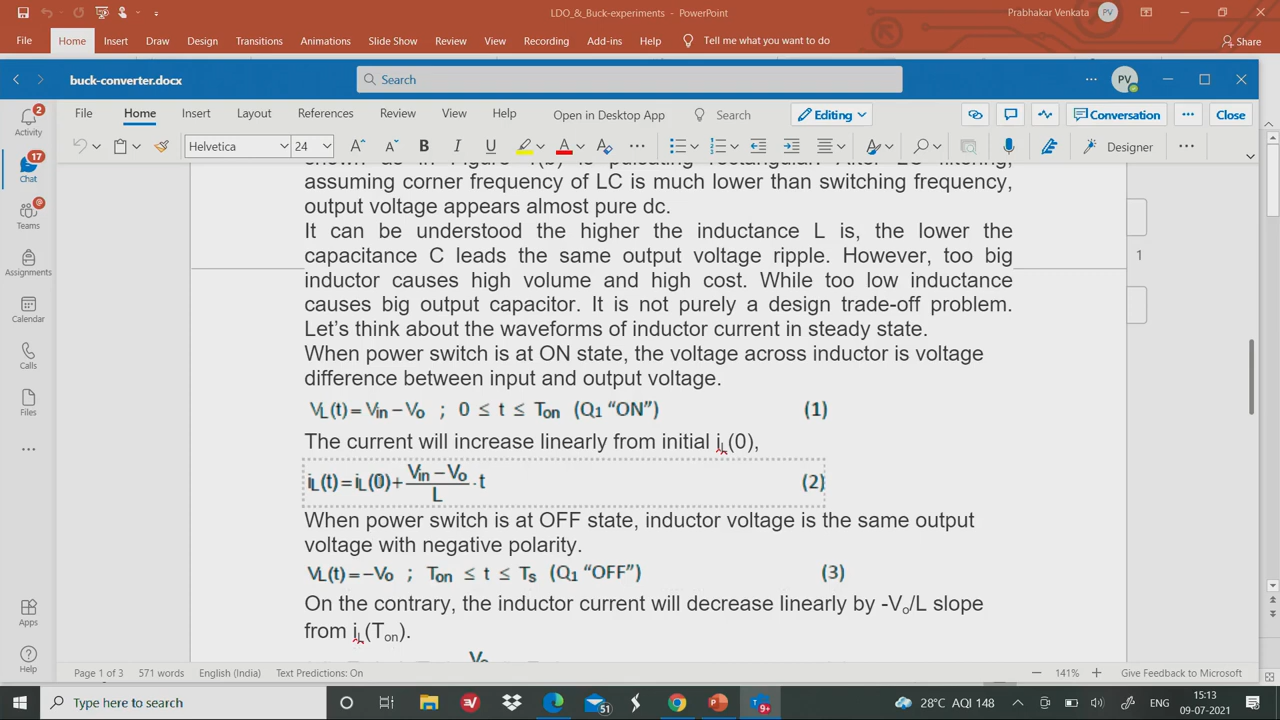 LDO_&_Buck-experiments - PowerPoint
Prabhakar Venkata
PV
File Home Insert Draw Design Transitions Animations Slide Show Review View Recording Add-ins Help Tell me what you want to do Share
buck-converter.docx
Search
PV
File Home Insert Layout References Review View Help Open in Desktop App Search Editing Conversation Close
Helvetica 24 B I U A Designer
Activity 2
Chat 17
Teams
Assignments
Calendar
Calls
Files
Apps
Help
assuming corner frequency of LC is much lower than switching frequency,
output voltage appears almost pure dc.
It can be understood the higher the inductance L is, the lower the
capacitance C leads the same output voltage ripple. However, too big
inductor causes high volume and high cost. While too low inductance
causes big output capacitor. It is not purely a design trade-off problem.
Let's think about the waveforms of inductor current in steady state.
When power switch is at ON state, the voltage across inductor is voltage
difference between input and output voltage.
VL(t) = Vin − Vo ; 0 ≤ t ≤ Ton (Q1 “ON”) (1)
The current will increase linearly from initial iL(0),
iL(t) = iL(0) + (Vin − Vo)/L · t (2)
When power switch is at OFF state, inductor voltage is the same output
voltage with negative polarity.
VL(t) = −Vo ; Ton ≤ t ≤ Ts (Q1 “OFF”) (3)
On the contrary, the inductor current will decrease linearly by -Vo/L slope
from iL(Ton).
Vo
1
Page 1 of 3 571 words English (India) Text Predictions: On 141% Give Feedback to Microsoft
Type here to search 51 9+ 28°C AQI 148 ENG 15:13
09-07-2021